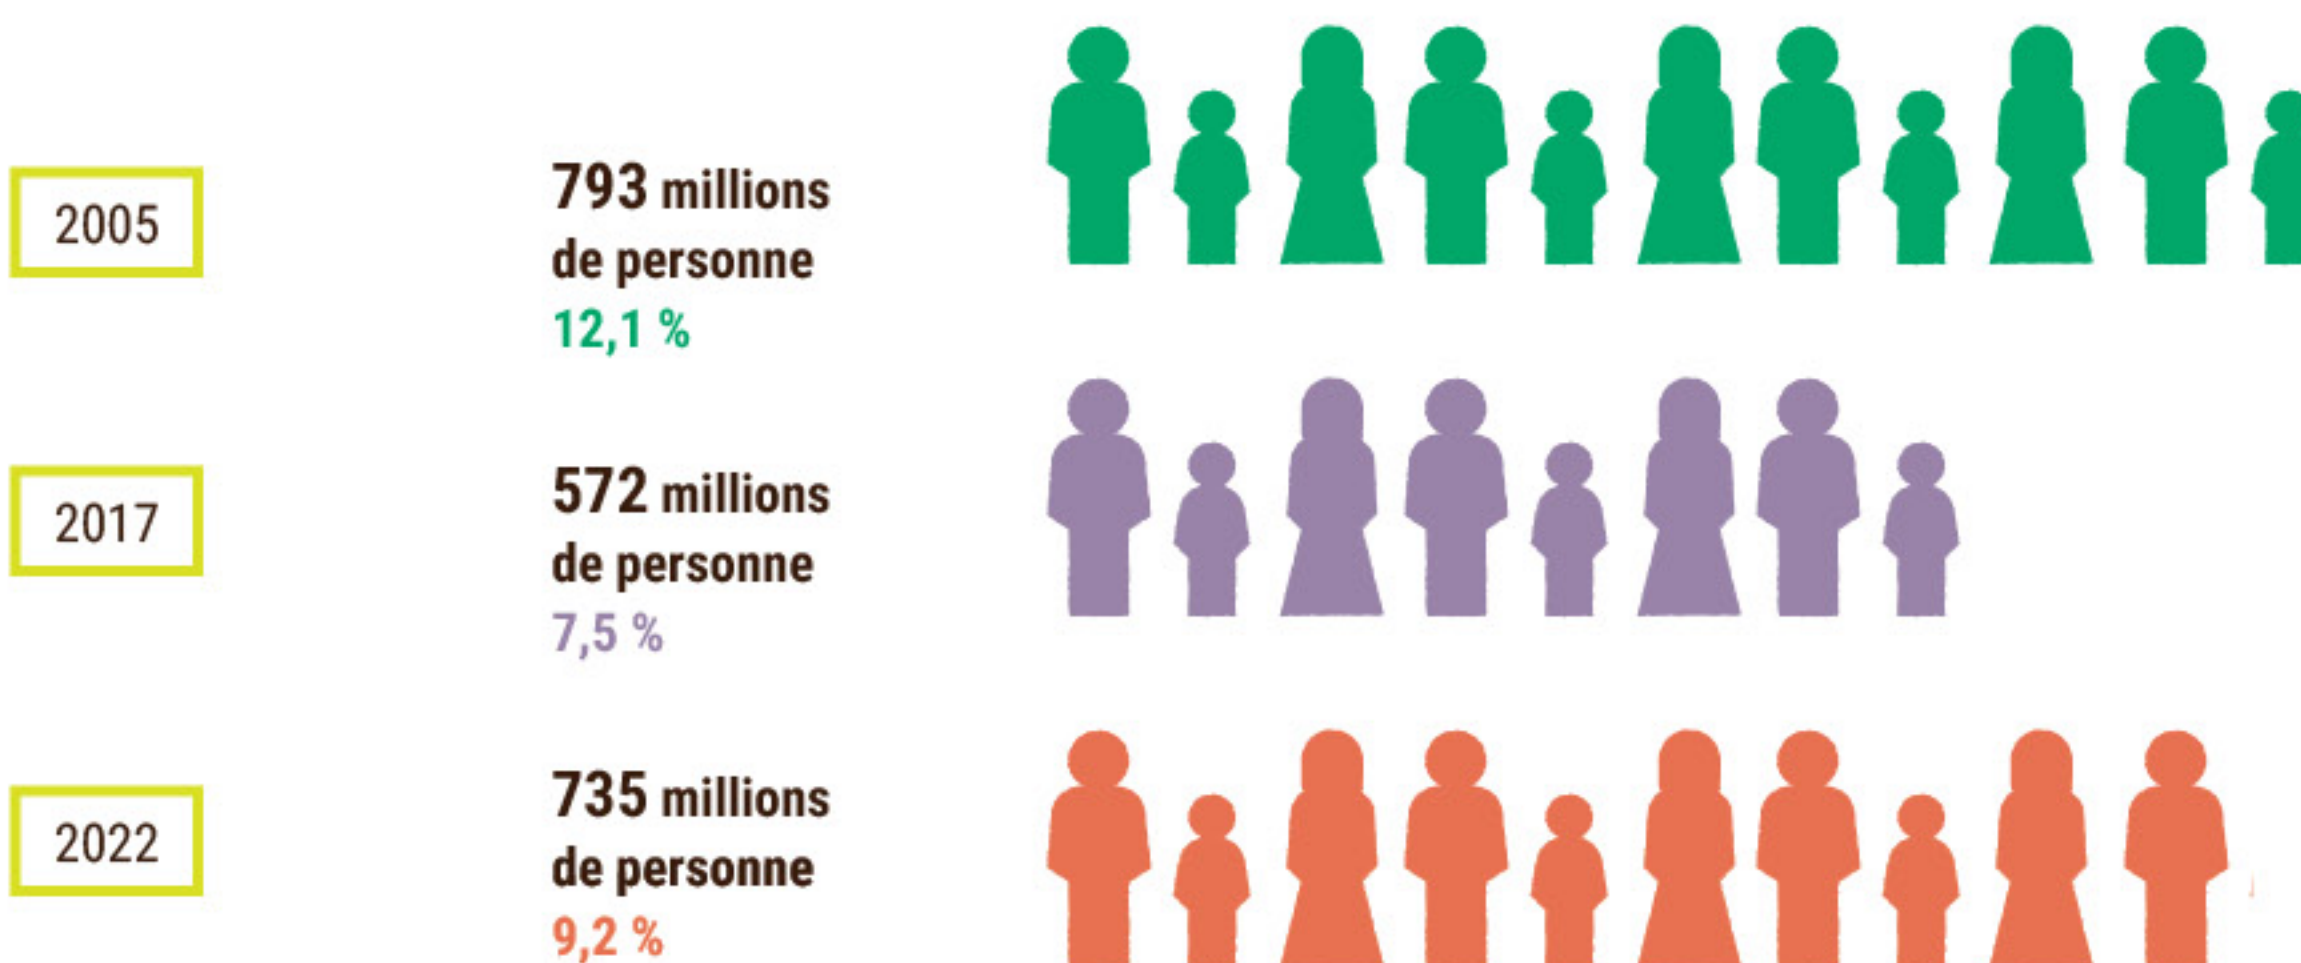 2005
793 millions
de personne
12,1 %
2017
572 millions
de personne
7,5 %
2022
735 millions
de personne
9,2 %